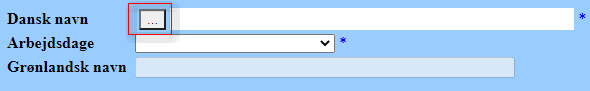 Dansk navn ... *
Arbejdsdage *
Grønlandsk navn